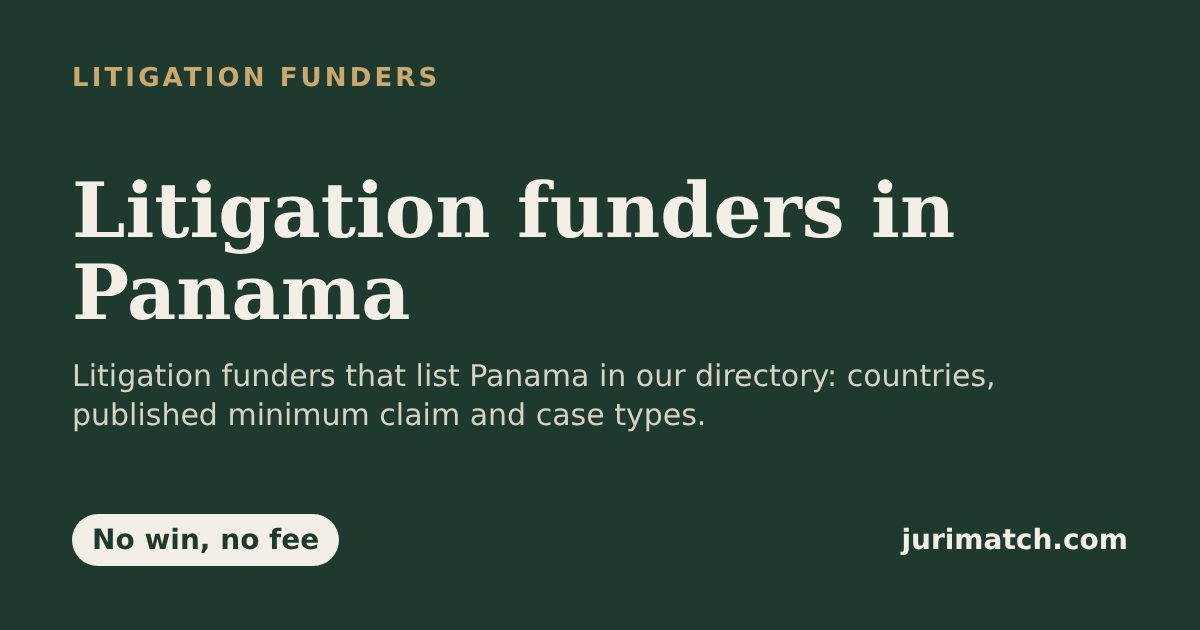 LITIGATION FUNDERS
Litigation funders in
Panama
Litigation funders that list Panama in our directory: countries,
published minimum claim and case types.
No win, no fee
jurimatch.com